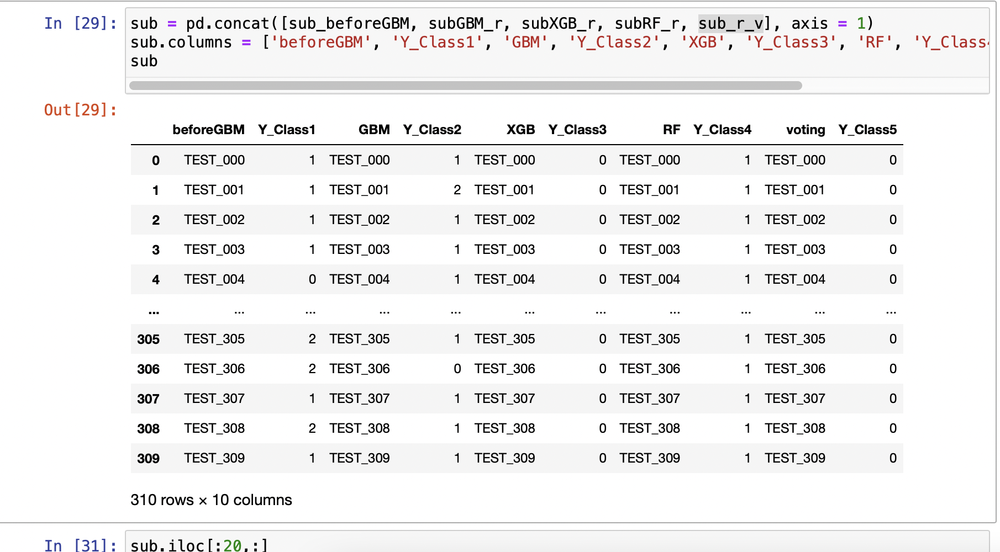 In [29]: sub = pd.concat([sub_beforeGBM, subGBM_r, subXGB_r, subRF_r, sub_r_v], axis = 1)
sub.columns = ['beforeGBM', 'Y_Class1', 'GBM', 'Y_Class2', 'XGB', 'Y_Class3', 'RF', 'Y_Class4
sub
Out[29]:
beforeGBM Y_Class1 GBM Y_Class2 XGB Y_Class3 RF Y_Class4 voting Y_Class5
0 TEST_000 1 TEST_000 1 TEST_000 0 TEST_000 1 TEST_000 0
1 TEST_001 1 TEST_001 2 TEST_001 0 TEST_001 1 TEST_001 0
2 TEST_002 1 TEST_002 1 TEST_002 0 TEST_002 1 TEST_002 0
3 TEST_003 1 TEST_003 1 TEST_003 0 TEST_003 1 TEST_003 0
4 TEST_004 0 TEST_004 1 TEST_004 0 TEST_004 1 TEST_004 0
... ... ... ... ... ... ... ... ... ... ...
305 TEST_305 2 TEST_305 1 TEST_305 0 TEST_305 1 TEST_305 0
306 TEST_306 2 TEST_306 0 TEST_306 0 TEST_306 1 TEST_306 0
307 TEST_307 1 TEST_307 1 TEST_307 0 TEST_307 1 TEST_307 0
308 TEST_308 2 TEST_308 1 TEST_308 0 TEST_308 1 TEST_308 0
309 TEST_309 1 TEST_309 1 TEST_309 0 TEST_309 1 TEST_309 0
310 rows × 10 columns
In [31]: sub.iloc[:20,:]